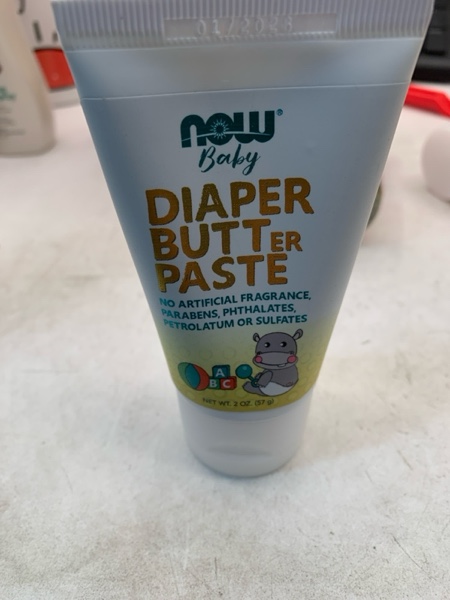 now®
Baby
DIAPER
BUTTER
PASTE
NO ARTIFICIAL FRAGRANCE,
PARABENS, PHTHALATES,
PETROLATUM OR SULFATES
A
B C
NET WT. 2 OZ. (57 g)